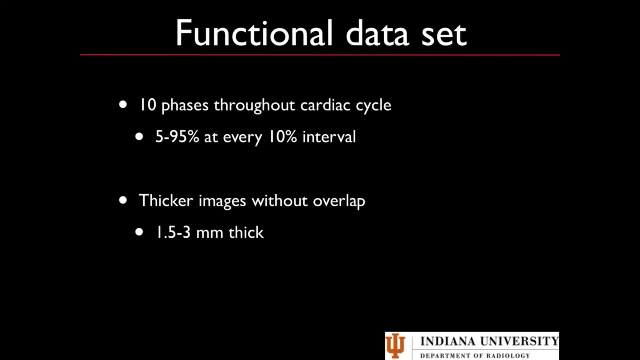 Functional data set
• 10 phases throughout cardiac cycle
• 5-95% at every 10% interval
• Thicker images without overlap
• 1.5-3 mm thick
INDIANA UNIVERSITY
DEPARTMENT OF RADIOLOGY